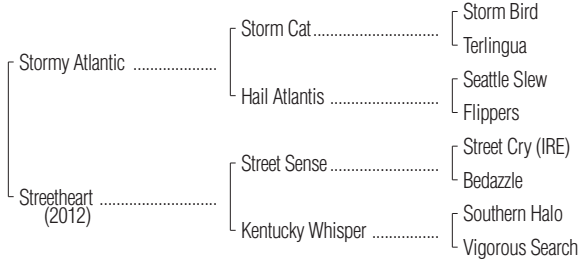 Storm Bird
Storm Cat
Terlingua
Stormy Atlantic
Seattle Slew
Hail Atlantis
Flippers
Street Cry (IRE)
Street Sense
Bedazzle
Streetheart
(2012)
Southern Halo
Kentucky Whisper
Vigorous Search